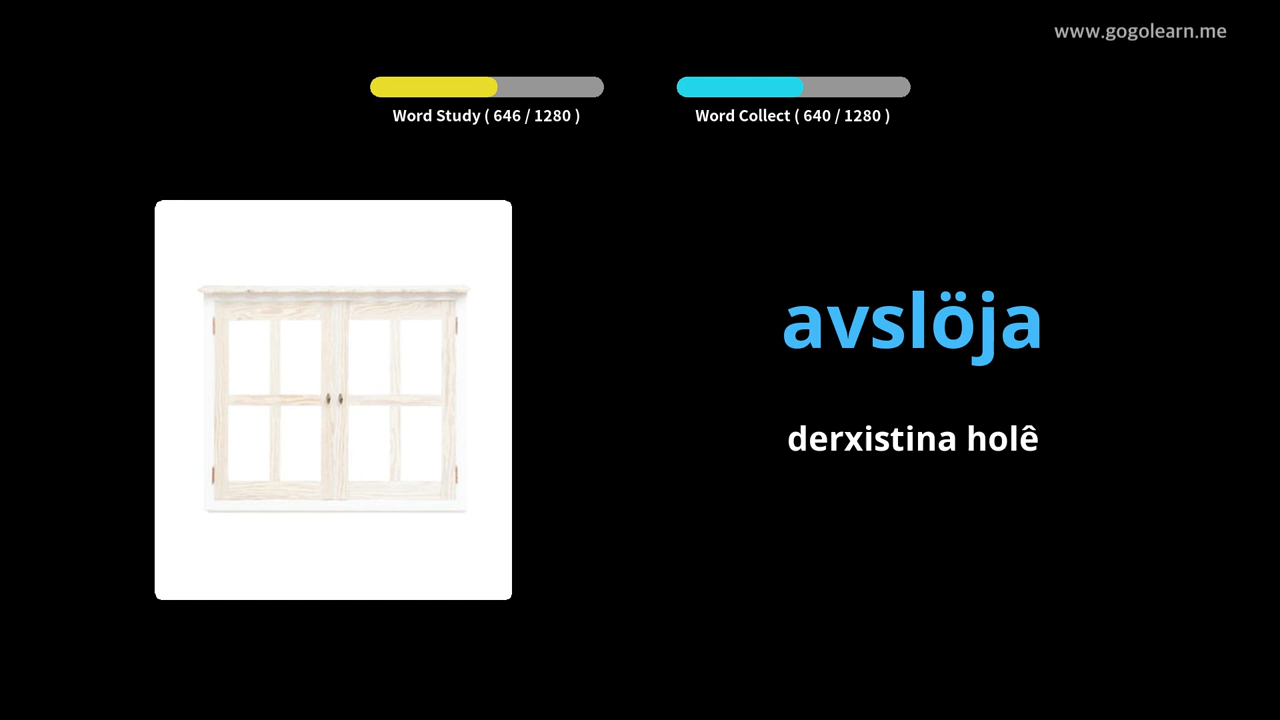 www.gogolearn.me
Word Study ( 646 / 1280 )
Word Collect ( 640 / 1280 )
avslöja
derxistina holê